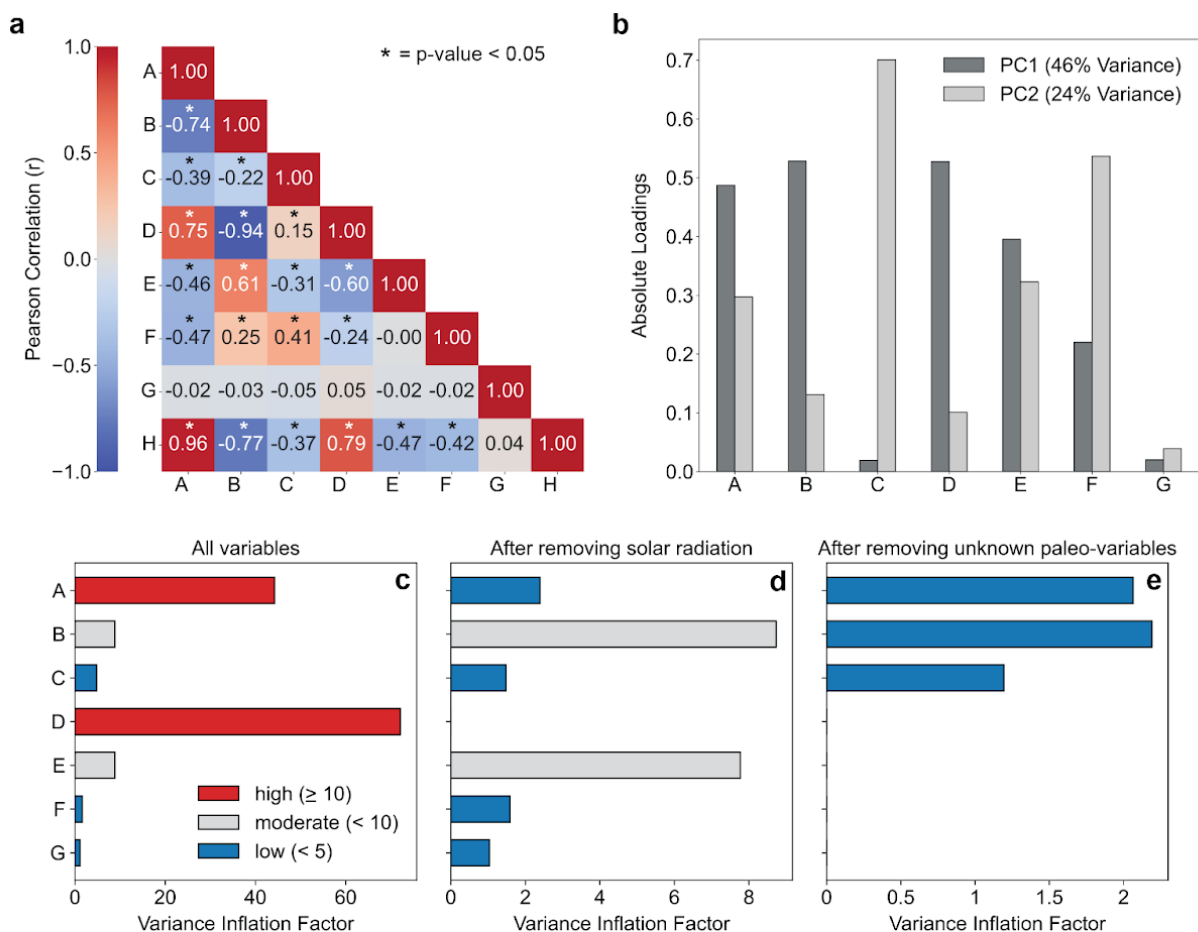 a
* = p-value < 0.05
Pearson Correlation (r)
1.0
0.5
0.0
−0.5
−1.0
A 1.00
B * -0.74 1.00
C * -0.39 * -0.22 1.00
D * 0.75 * -0.94 * 0.15 1.00
E * -0.46 * 0.61 * -0.31 * -0.60 1.00
F * -0.47 * 0.25 * 0.41 * -0.24 -0.00 1.00
G -0.02 -0.03 -0.05 0.05 -0.02 -0.02 1.00
H * 0.96 * -0.77 * -0.37 * 0.79 * -0.47 * -0.42 0.04 1.00
A B C D E F G H
b
PC1 (46% Variance)
PC2 (24% Variance)
Absolute Loadings
0.7
0.6
0.5
0.4
0.3
0.2
0.1
0.0
A B C D E F G
All variables
c
A
B
C
D
E
F
G
high (≥ 10)
moderate (< 10)
low (< 5)
0 20 40 60
Variance Inflation Factor
After removing solar radiation
d
0 2 4 6 8
Variance Inflation Factor
After removing unknown paleo-variables
e
0 0.5 1 1.5 2
Variance Inflation Factor